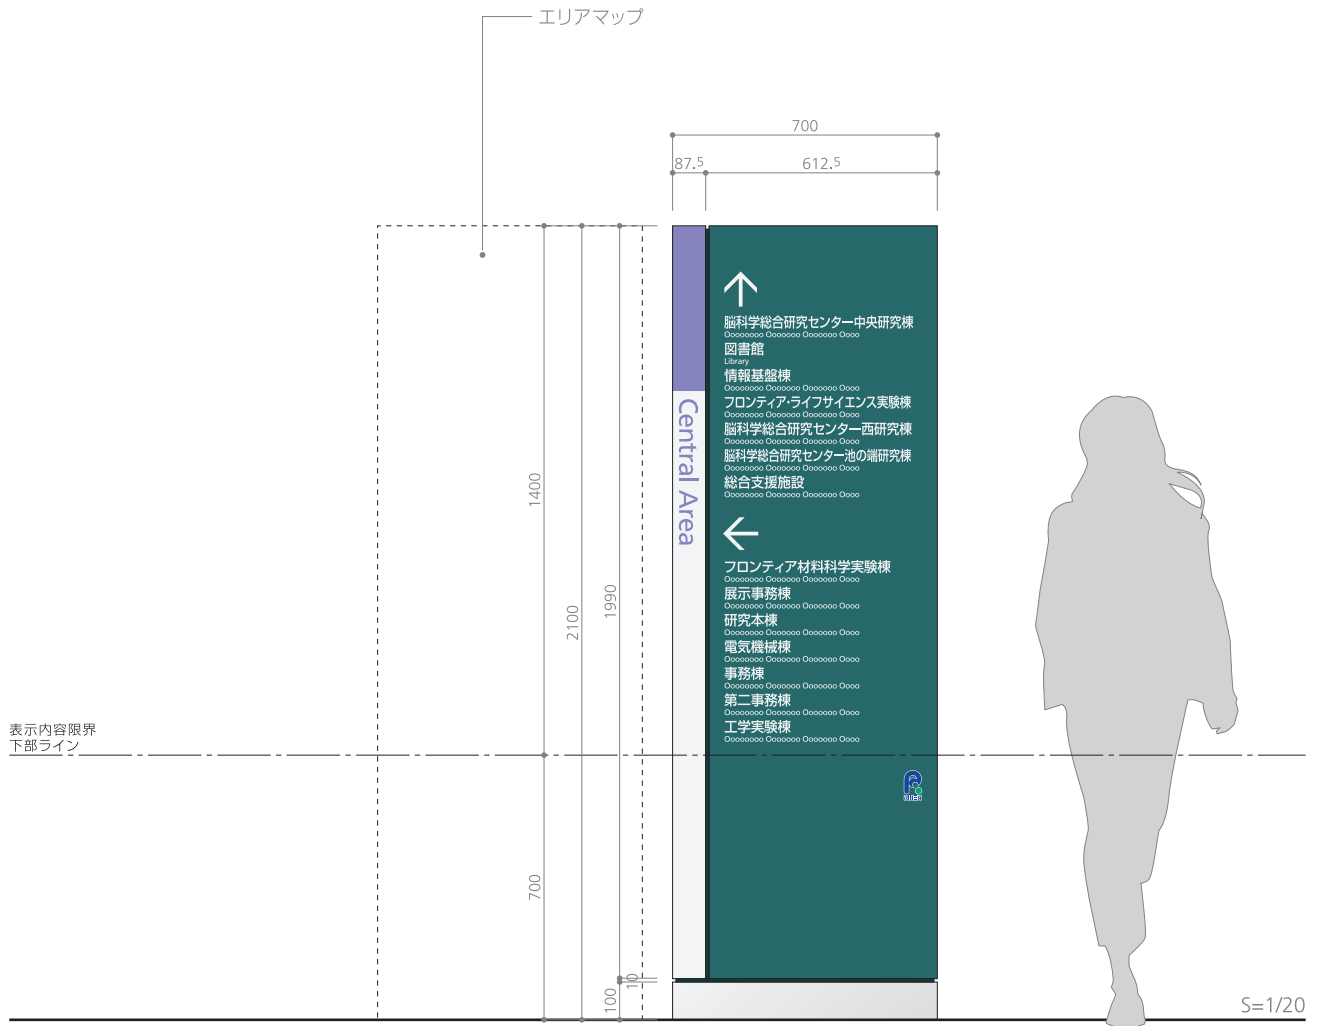 エリアマップ
700
87.5
612.5
脳科学総合研究センター中央研究棟
Oooooooo Ooooooo Ooooooo Oooo
図書館
Library
情報基盤棟
Oooooooo Ooooooo Ooooooo Oooo
フロンティア・ライフサイエンス実験棟
Oooooooo Ooooooo Ooooooo Oooo
脳科学総合研究センター西研究棟
Oooooooo Ooooooo Ooooooo Oooo
脳科学総合研究センター池の端研究棟
Oooooooo Ooooooo Ooooooo Oooo
総合支援施設
Oooooooo Ooooooo Ooooooo Oooo
フロンティア材料科学実験棟
Oooooooo Ooooooo Ooooooo Oooo
展示事務棟
Oooooooo Ooooooo Ooooooo Oooo
研究本棟
Oooooooo Ooooooo Ooooooo Oooo
電気機械棟
Oooooooo Ooooooo Ooooooo Oooo
事務棟
Oooooooo Ooooooo Ooooooo Oooo
第二事務棟
Oooooooo Ooooooo Ooooooo Oooo
工学実験棟
Oooooooo Ooooooo Ooooooo Oooo
Central Area
1400
2100
1990
表示内容限界
下部ライン
700
10
100
S=1/20